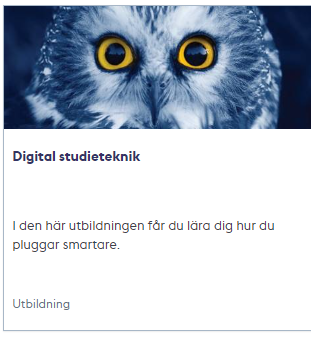 Digital studieteknik
I den här utbildningen får du lära dig hur du
pluggar smartare.
Utbildning